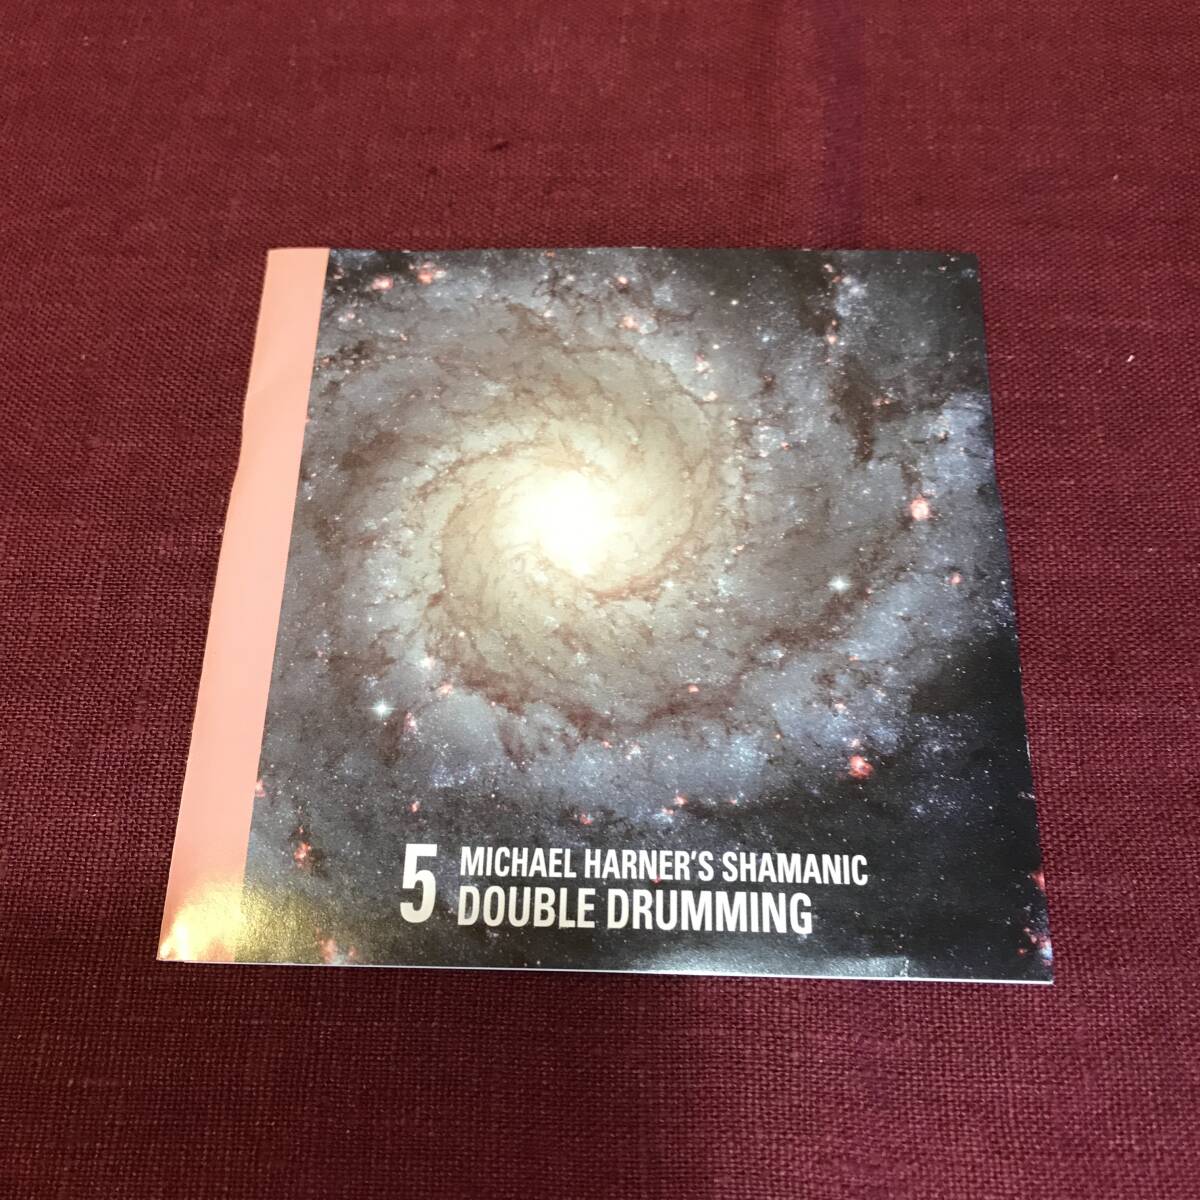 5 MICHAEL HARNER'S SHAMANIC
DOUBLE DRUMMING